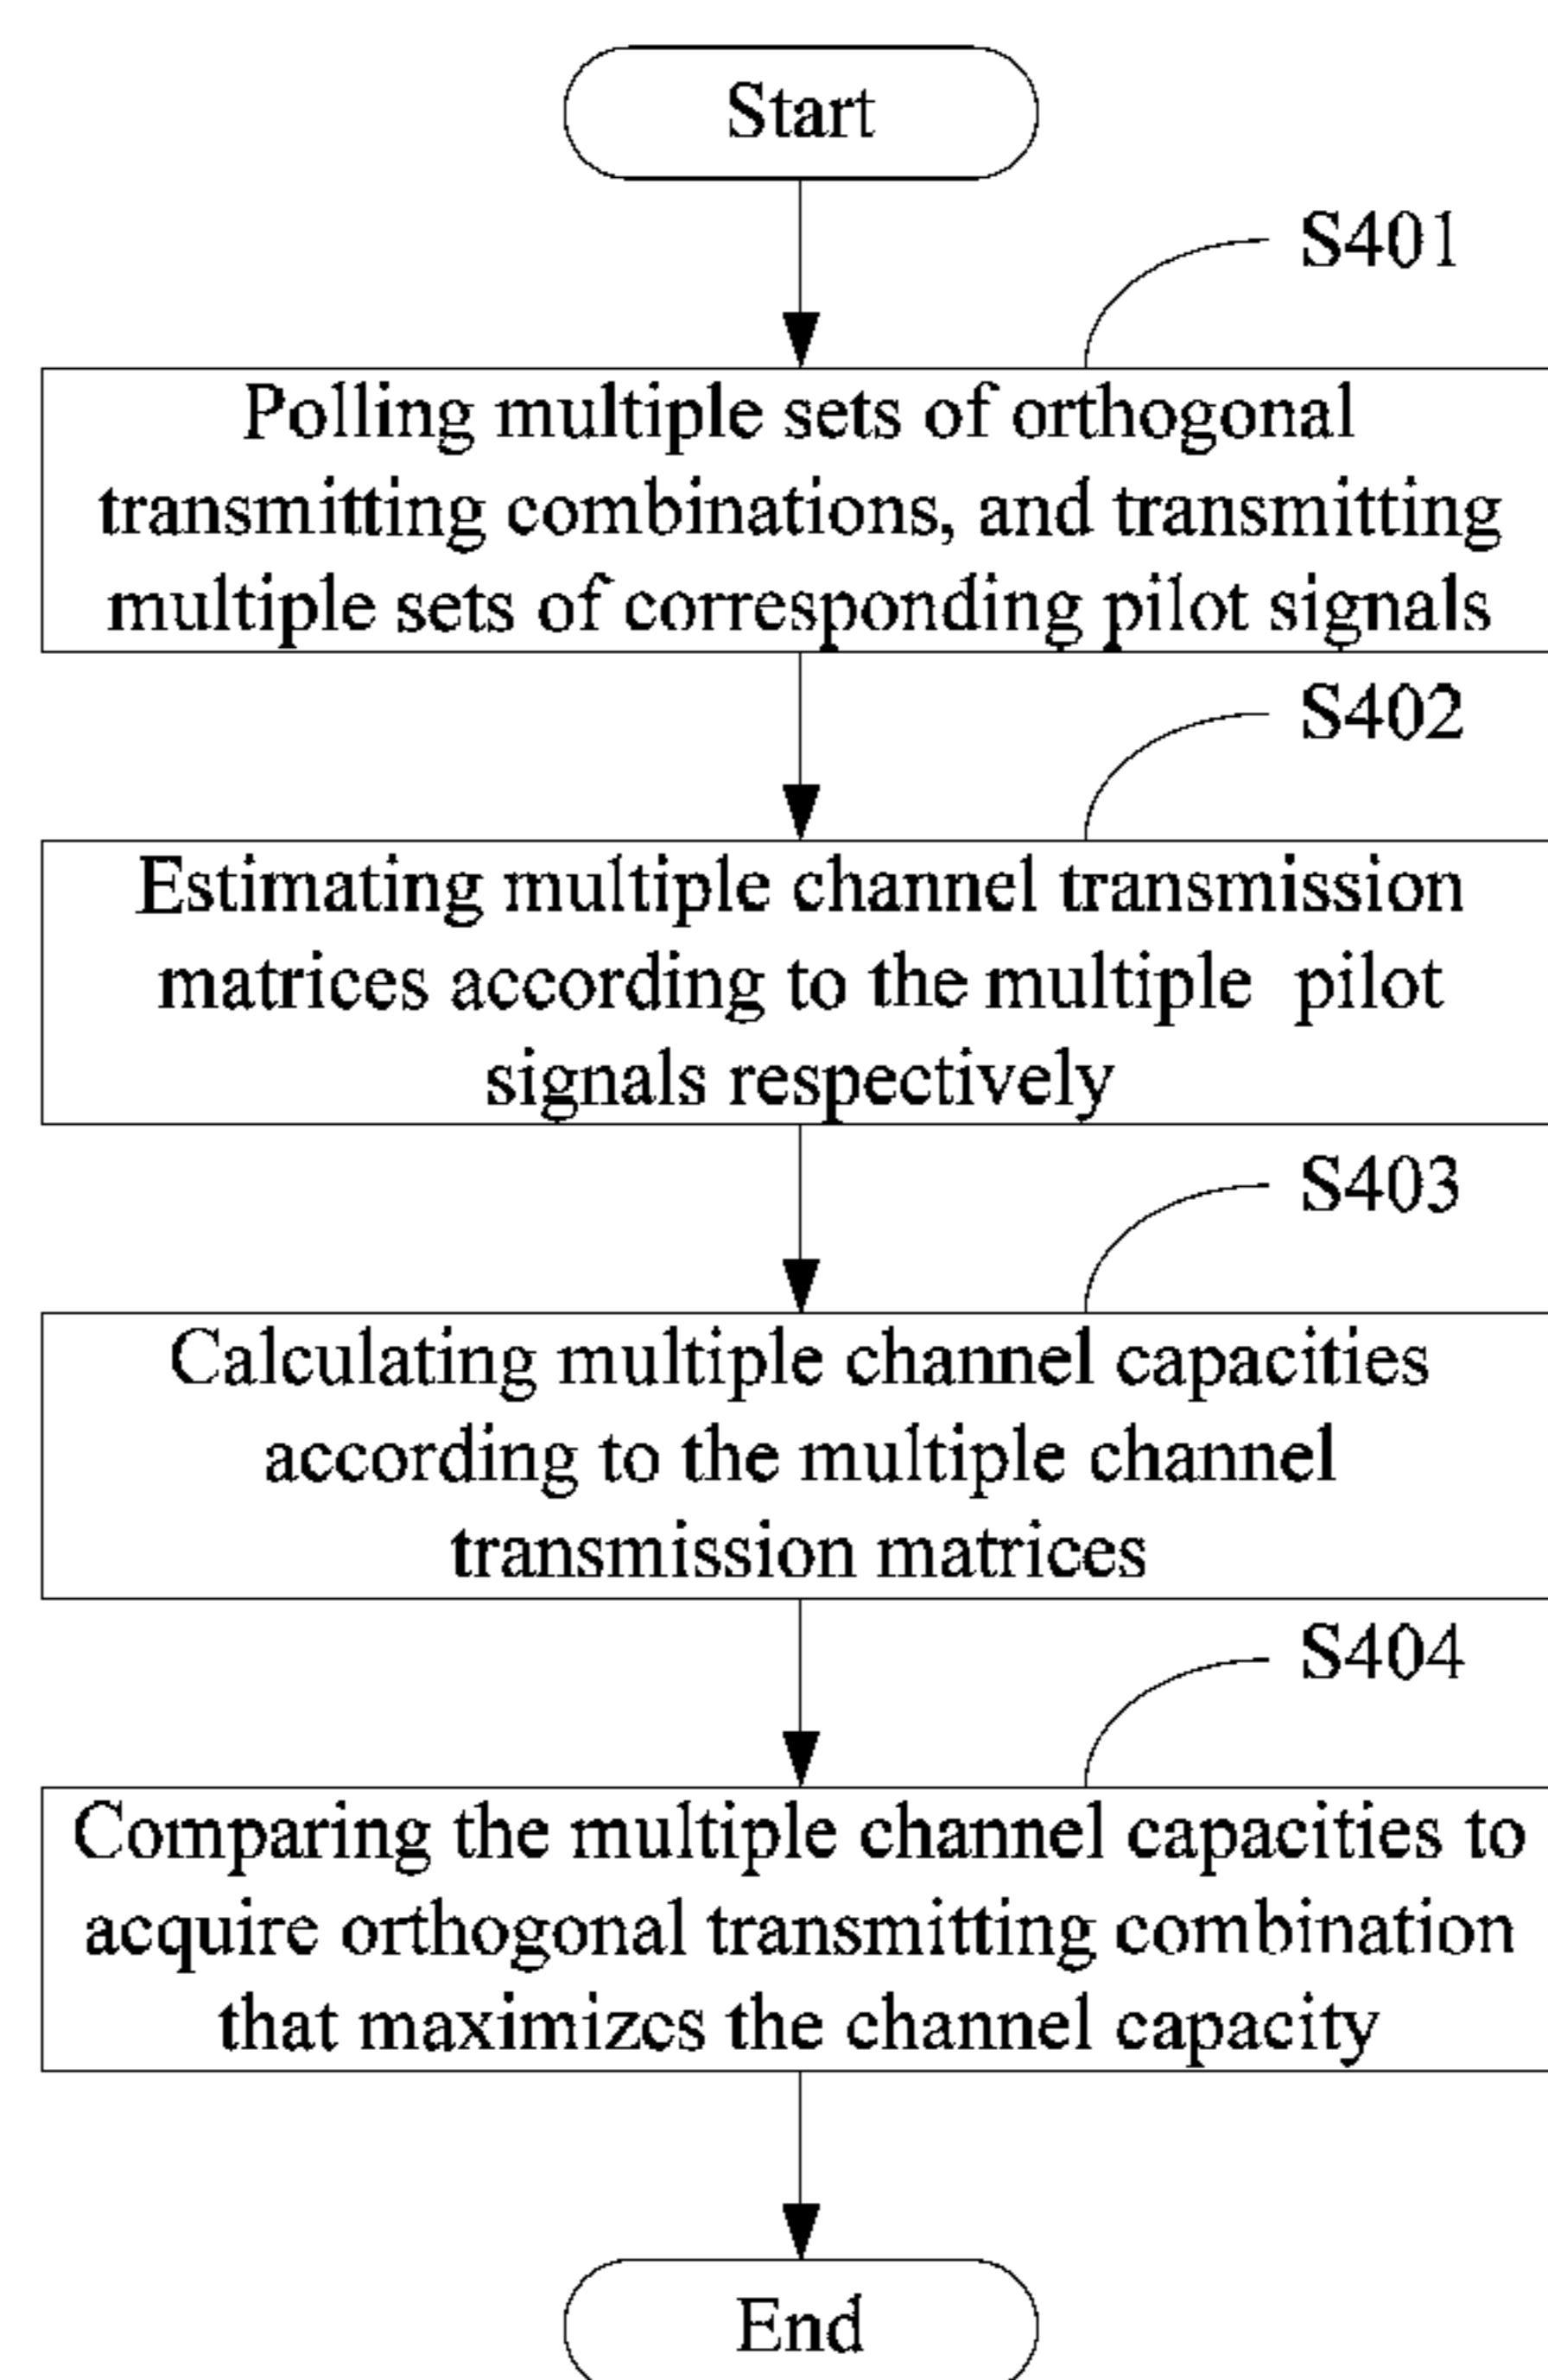 Start
S401
Polling multiple sets of orthogonal
transmitting combinations, and transmitting
multiple sets of corresponding pilot signals
S402
Estimating multiple channel transmission
matrices according to the multiple pilot
signals respectively
S403
Calculating multiple channel capacities
according to the multiple channel
transmission matrices
S404
Comparing the multiple channel capacities to
acquire orthogonal transmitting combination
that maximizes the channel capacity
End